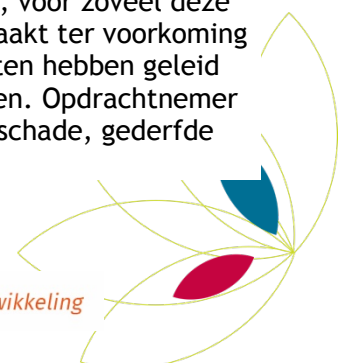 , voor zoveel deze
aakt ter voorkoming
ten hebben geleid
en. Opdrachtnemer
schade, gederfde
wikkeling